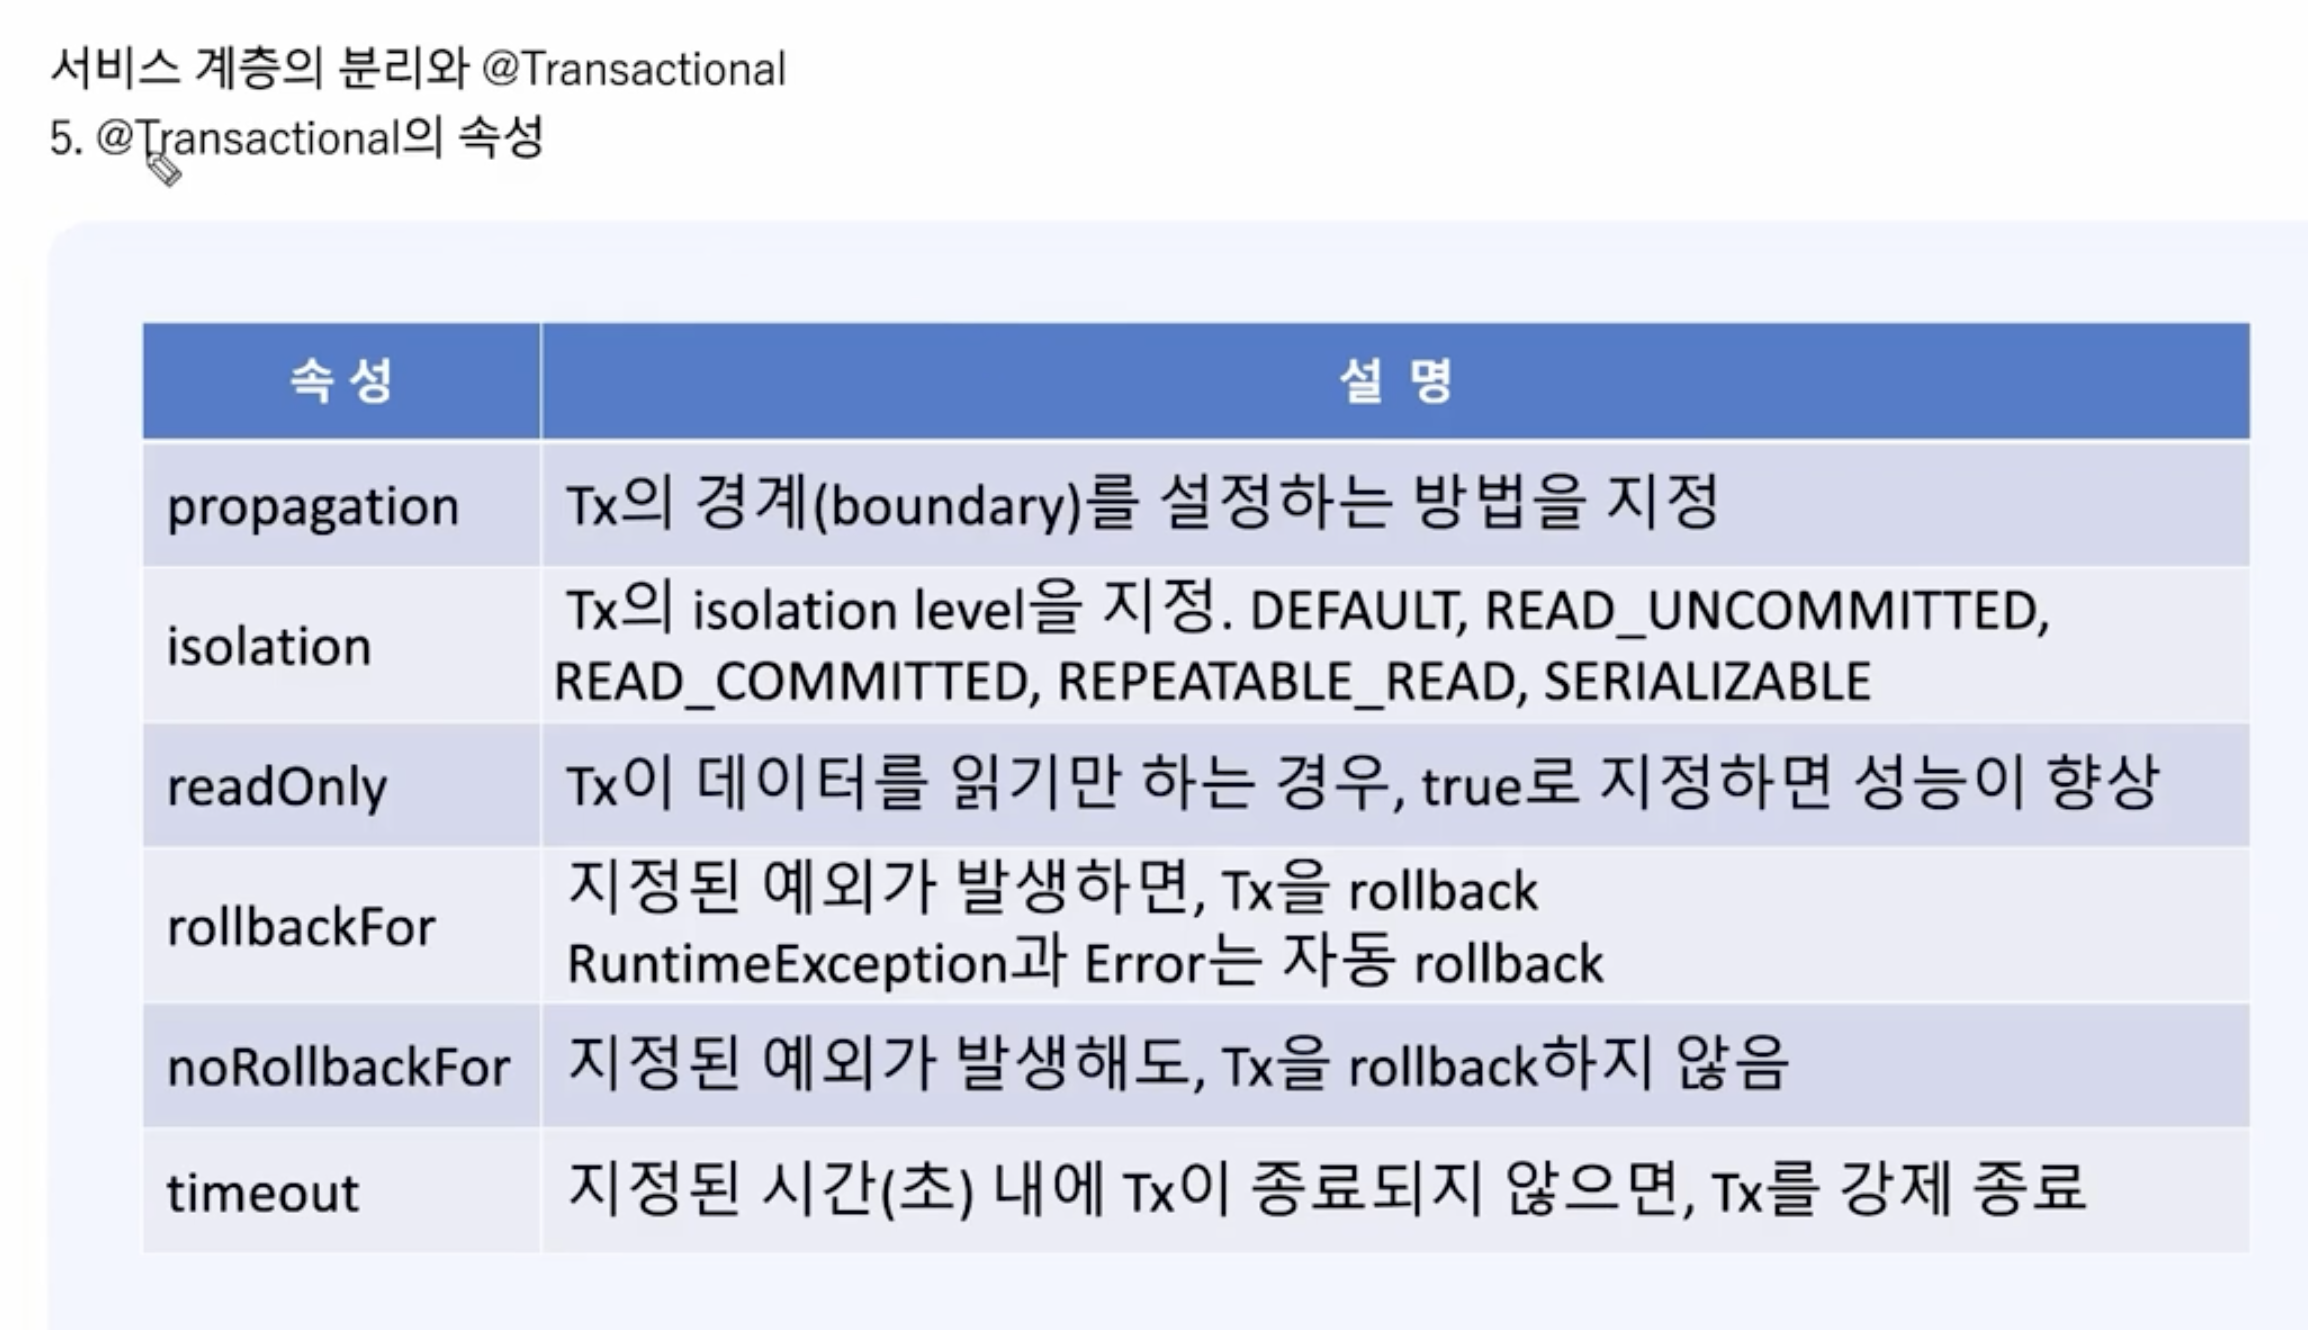 서비스 계층의 분리와 @Transactional
5. @Transactional의 속성
속 성
설 명
propagation
Tx의 경계(boundary)를 설정하는 방법을 지정
isolation
Tx의 isolation level을 지정. DEFAULT, READ_UNCOMMITTED,
READ_COMMITTED, REPEATABLE_READ, SERIALIZABLE
readOnly
Tx이 데이터를 읽기만 하는 경우, true로 지정하면 성능이 향상
rollbackFor
지정된 예외가 발생하면, Tx을 rollback
RuntimeException과 Error는 자동 rollback
noRollbackFor
지정된 예외가 발생해도, Tx을 rollback하지 않음
timeout
지정된 시간(초) 내에 Tx이 종료되지 않으면, Tx를 강제 종료